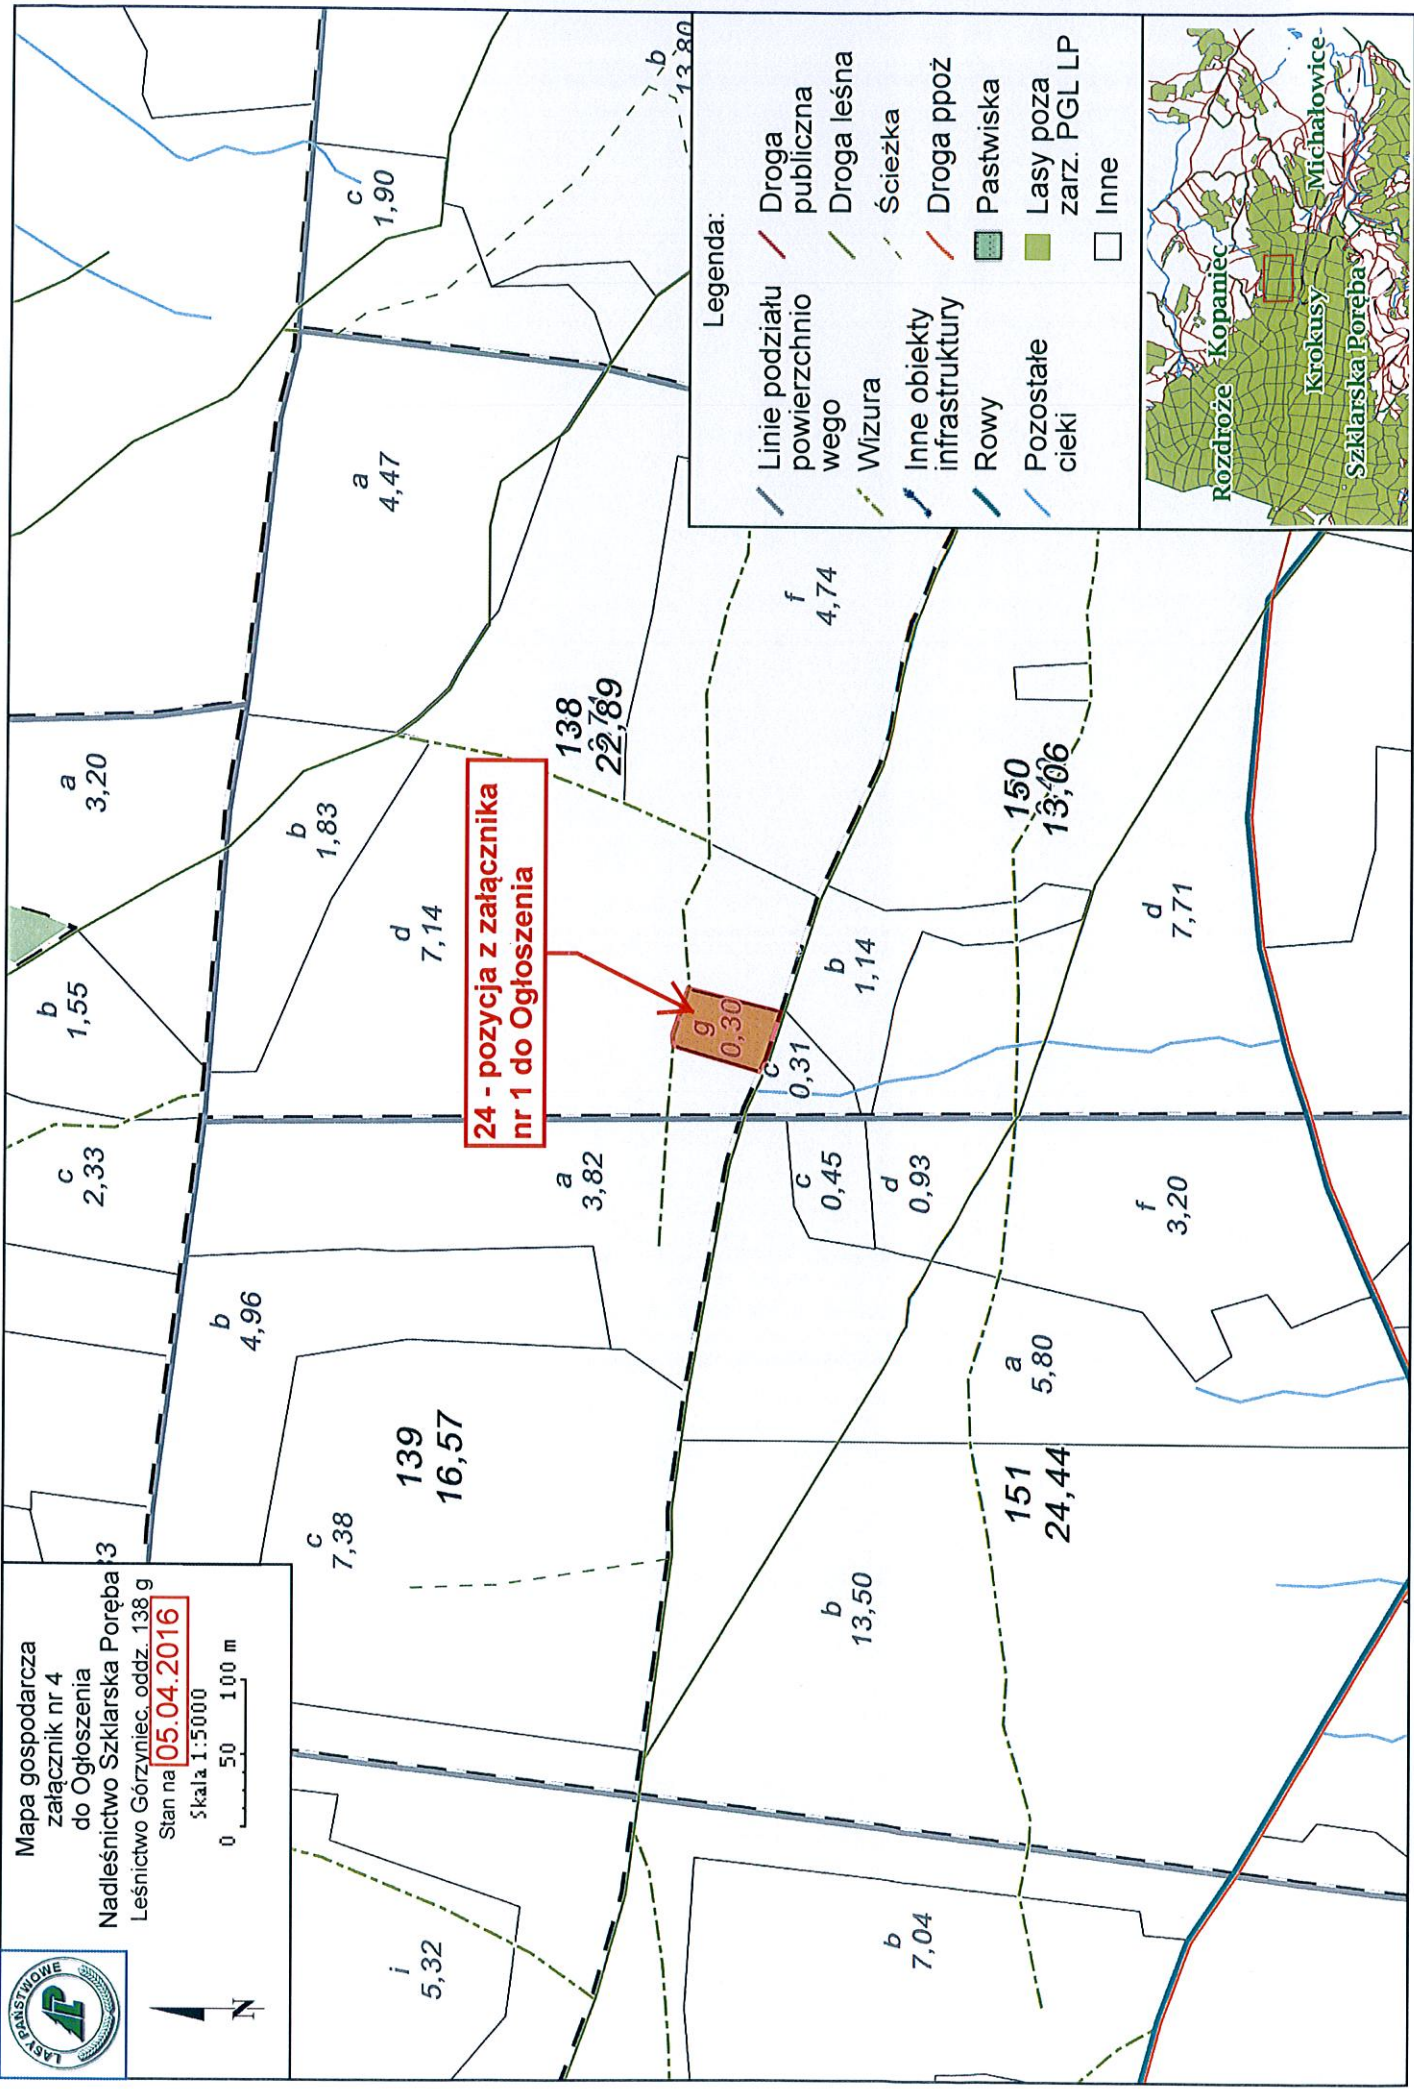 LASY PAŃSTWOWE
LP
N
Mapa gospodarcza
załącznik nr 4
do Ogłoszenia
Nadleśnictwo Szklarska Poręba
Leśnictwo Górzyniec, oddz. 138 g
Stan na 05.04.2016
Skala 1:5000
0 50 100 m
c
2,33
b
1,55
a
3,20
b
4,96
b
1,83
c
1,90
b
13,80
139
16,57
c
7,38
a
4,47
d
7,14
i
5,32
a
3,82
24 - pozycja z załącznika
nr 1 do Ogłoszenia
138
22,89
g
0,30
c
0,31
f
4,74
b
1,14
c
0,45
d
0,93
b
13,50
b
7,04
151
24,44
a
5,80
150
13,06
f
3,20
d
7,71
Legenda:
Linie podziału
powierzchnio
wego
Wizura
Inne obiekty
infrastruktury
Rowy
Pozostałe
cieki
Droga
publiczna
Droga leśna
Ścieżka
Droga ppoż
Pastwiska
Lasy poza
zarz. PGL LP
Inne
Rozdroże
Kopaniec
Krokusy
Michałowice
Szklarska Poręba